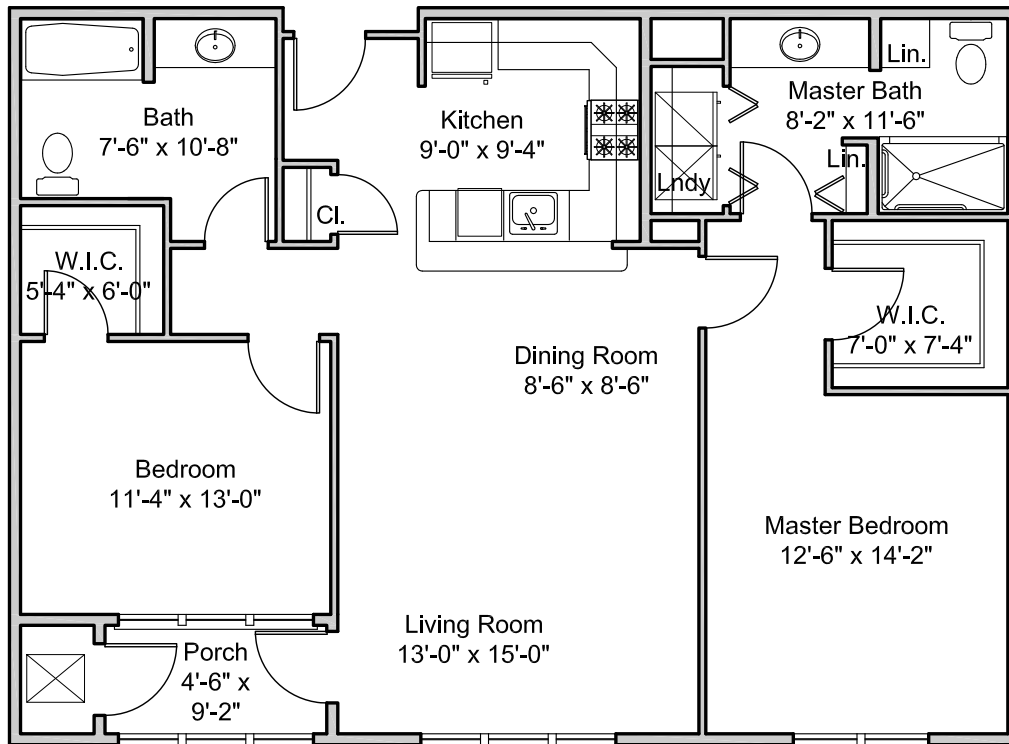 Bath
7'-6" x 10'-8"
Kitchen
9'-0" x 9'-4"
Lin.
Master Bath
8'-2" x 11'-6"
Lin.
Lndy
Cl.
W.I.C.
5'-4" x 6'-0"
W.I.C.
7'-0" x 7'-4"
Dining Room
8'-6" x 8'-6"
Bedroom
11'-4" x 13'-0"
Master Bedroom
12'-6" x 14'-2"
Living Room
13'-0" x 15'-0"
Porch
4'-6" x
9'-2"